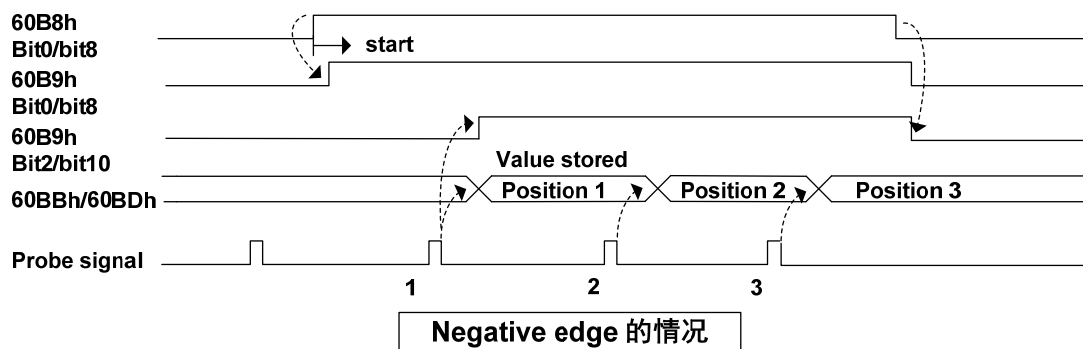 60B8h
Bit0/bit8
start
60B9h
Bit0/bit8
60B9h
Bit2/bit10
Value stored
60BBh/60BDh
Position 1
Position 2
Position 3
Probe signal
1
2
3
Negative edge 的情况